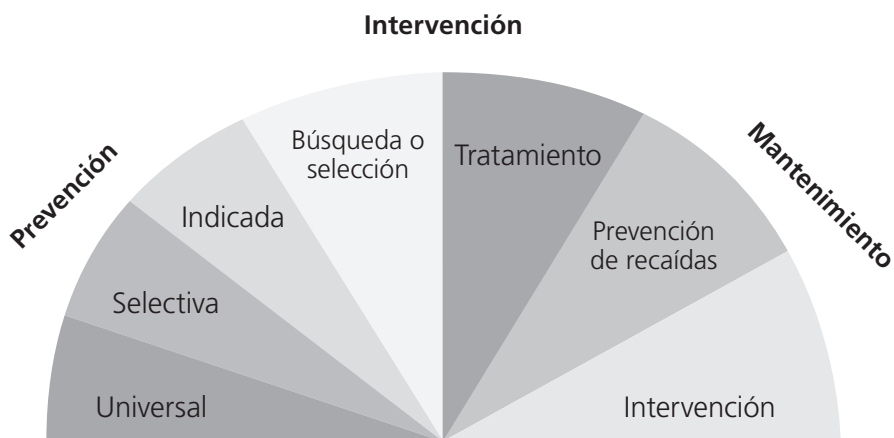 Intervención
Prevención
Mantenimiento
Búsqueda o
selección
Tratamiento
Indicada
Prevención
de recaídas
Selectiva
Universal
Intervención